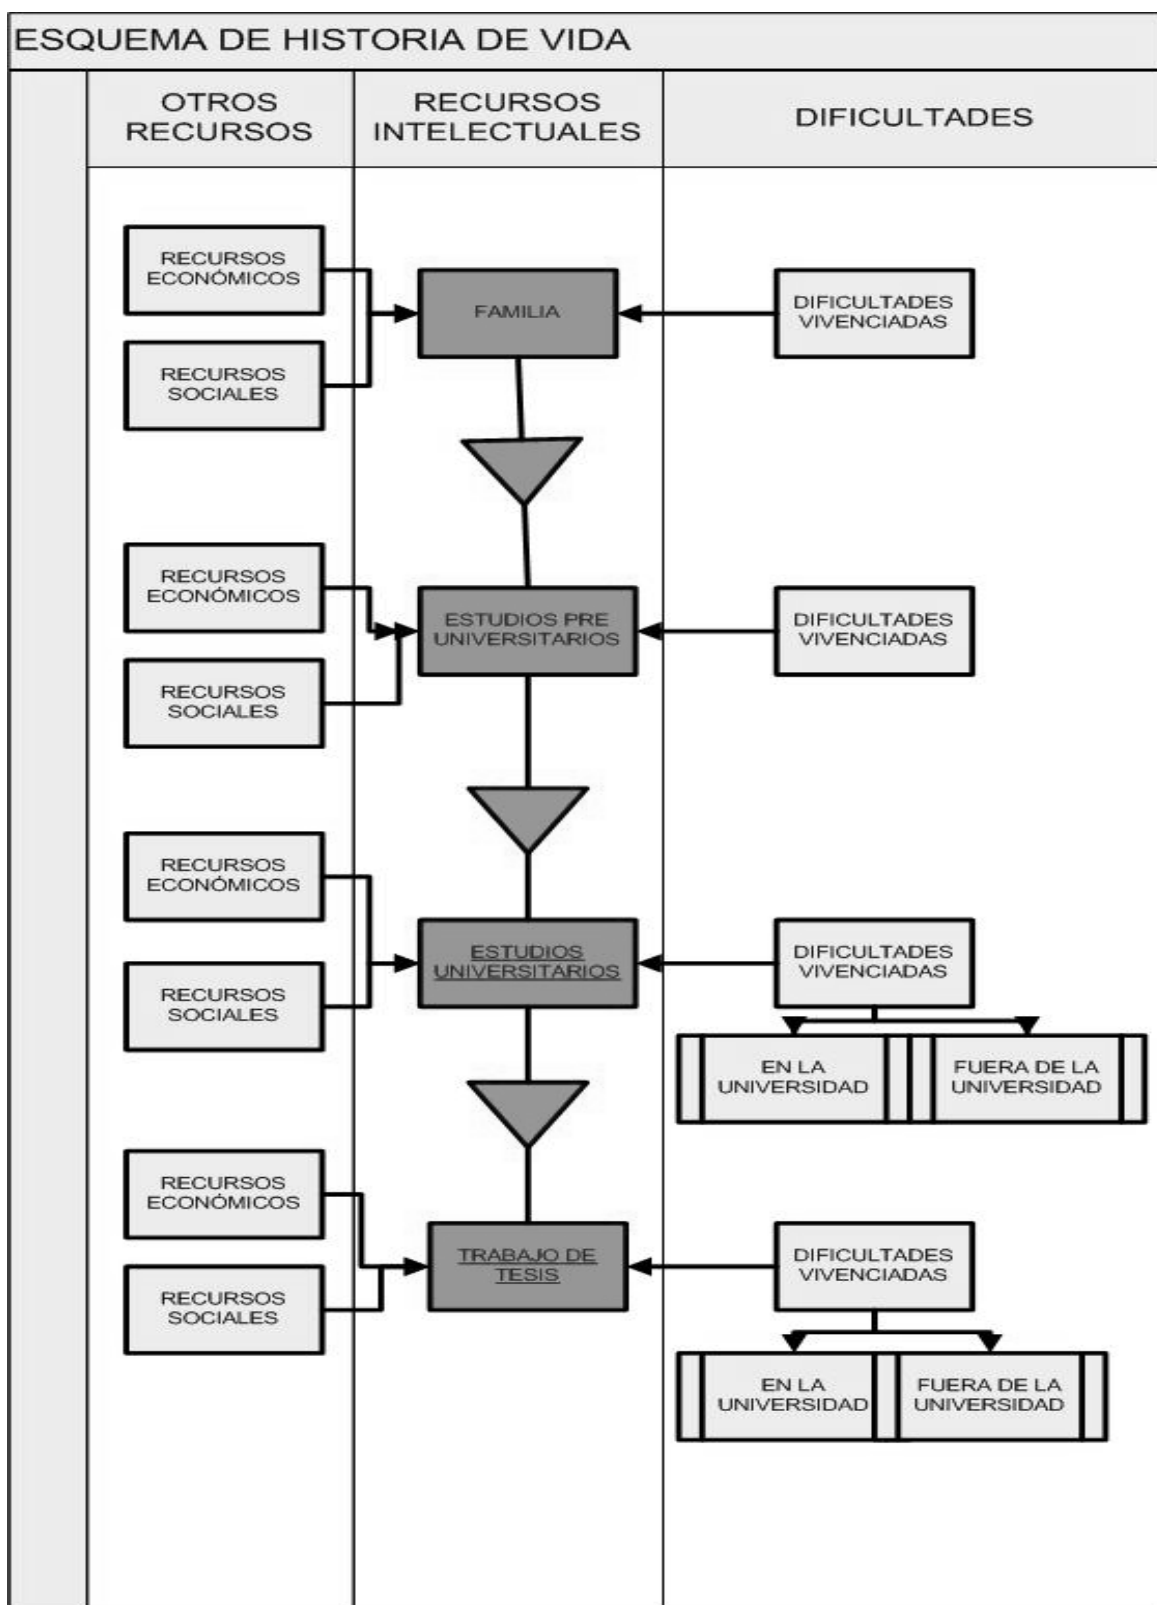 ESQUEMA DE HISTORIA DE VIDA
OTROS
RECURSOS
RECURSOS
INTELECTUALES
DIFICULTADES
RECURSOS
ECONÓMICOS
RECURSOS
SOCIALES
FAMILIA
DIFICULTADES
VIVENCIADAS
RECURSOS
ECONÓMICOS
RECURSOS
SOCIALES
ESTUDIOS PRE
UNIVERSITARIOS
DIFICULTADES
VIVENCIADAS
RECURSOS
ECONÓMICOS
RECURSOS
SOCIALES
ESTUDIOS
UNIVERSITARIOS
DIFICULTADES
VIVENCIADAS
EN LA
UNIVERSIDAD
FUERA DE LA
UNIVERSIDAD
RECURSOS
ECONÓMICOS
RECURSOS
SOCIALES
TRABAJO DE
TESIS
DIFICULTADES
VIVENCIADAS
EN LA
UNIVERSIDAD
FUERA DE LA
UNIVERSIDAD